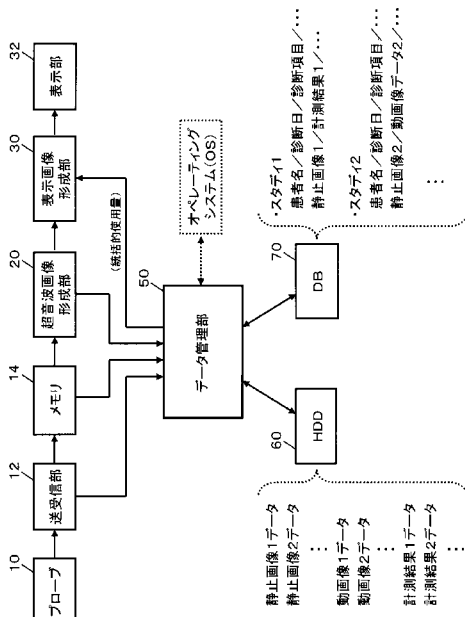 10
プローブ
12
送受信部
14
メモリ
20
超音波画像
形成部
30
表示画像
形成部
32
表示部
(統括的使用量)
50
データ管理部
オペレーティング
システム(OS)
60
HDD
70
DB
静止画像1データ
静止画像2データ
⋮
動画像1データ
動画像2データ
⋮
計測結果1データ
計測結果2データ
⋮
・スタディ1
患者名/診断日/診断項目/・・・
静止画像1/計測結果1/・・・
・スタディ2
患者名/診断日/診断項目/・・・
静止画像2/動画像データ2/・・・
⋮